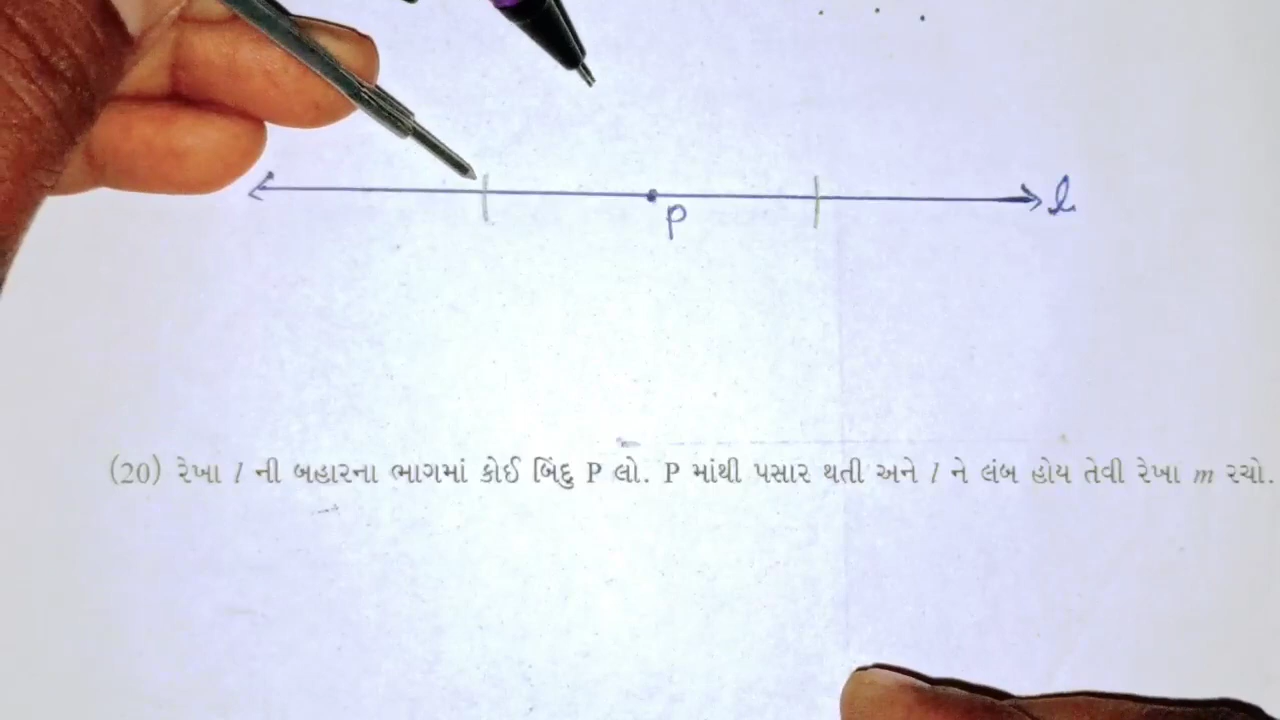 l
P
(20) રેખા l ની બહારના ભાગમાં કોઈ બિંદુ P લો. P માંથી પસાર થતી અને l ને લંબ હોય તેવી રેખા m રચો.